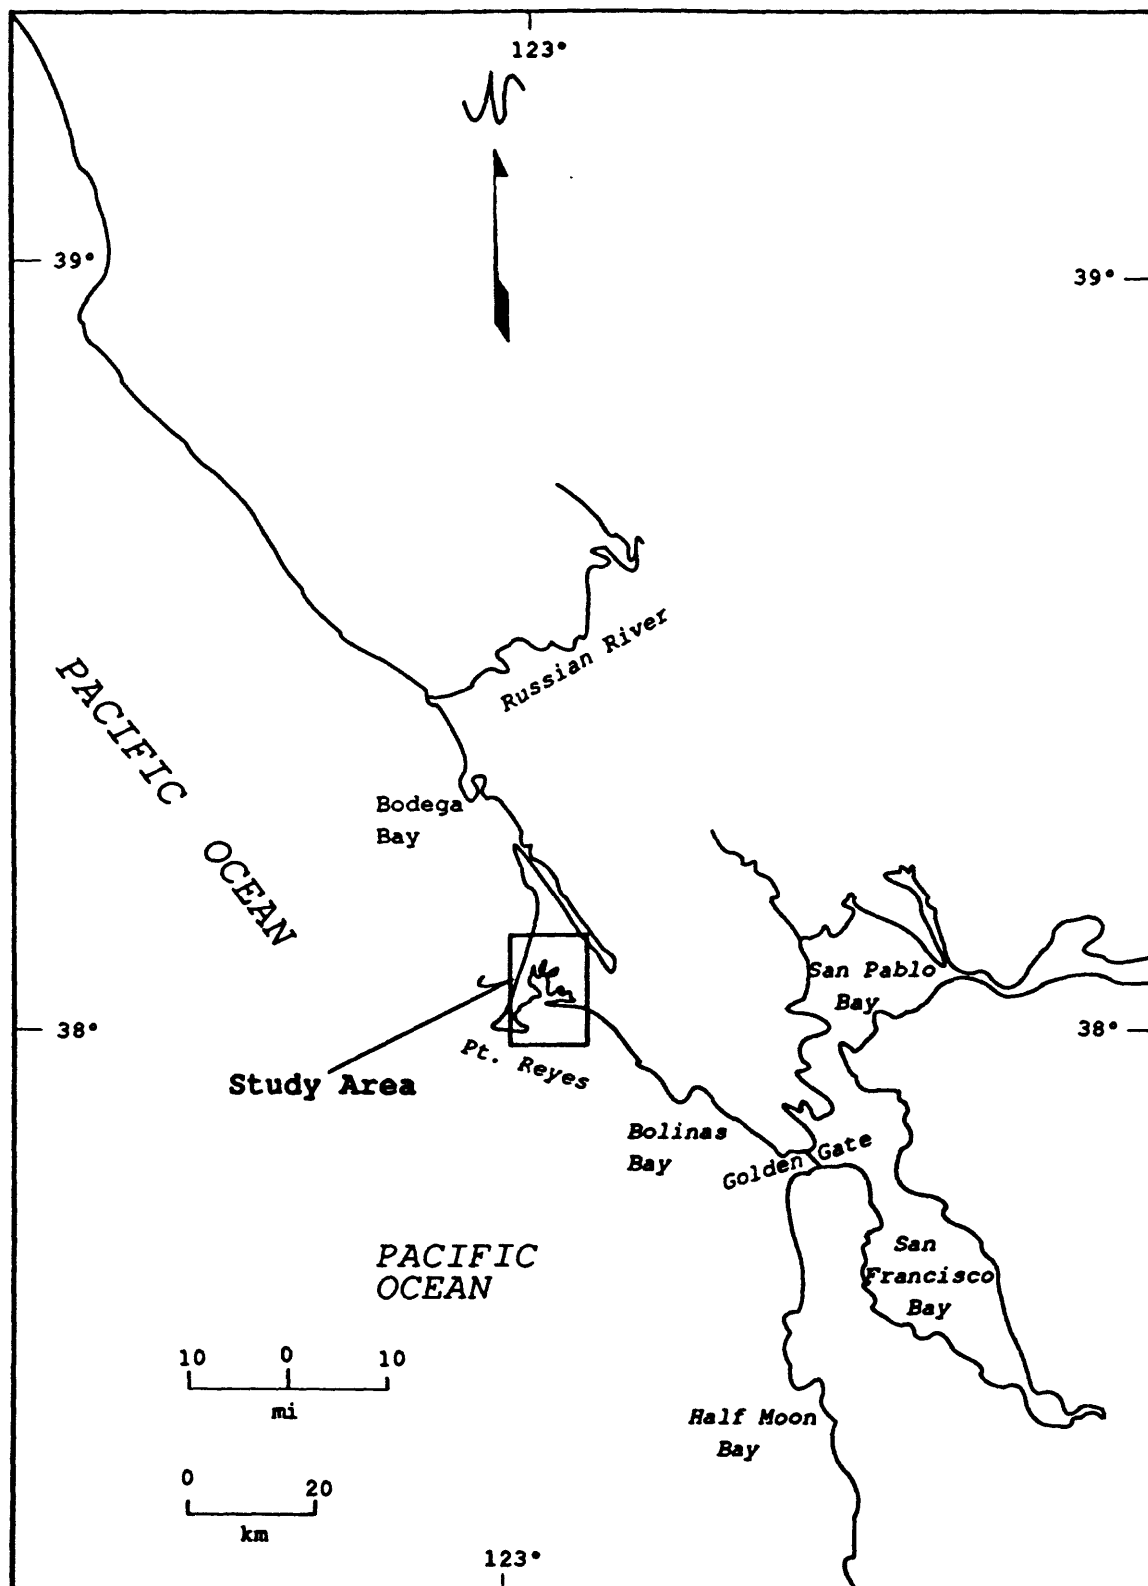 123°
N
39°
39°
Russian River
PACIFIC
OCEAN
Bodega
Bay
San Pablo
Bay
38°
38°
Pt. Reyes
Study Area
Bolinas
Bay
Golden Gate
San
Francisco
Bay
PACIFIC
OCEAN
10 0 10
mi
Half Moon
Bay
0 20
km
123°